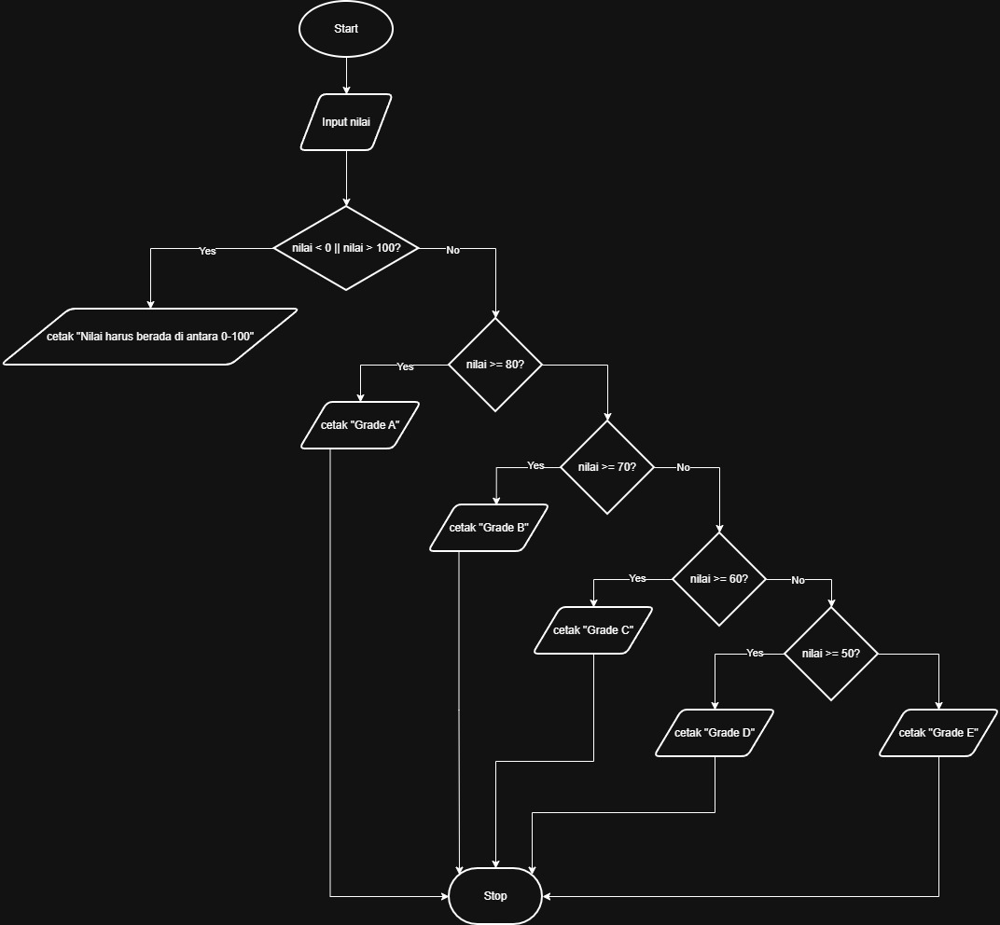 Start
Input nilai
nilai < 0 || nilai > 100?
Yes
No
cetak "Nilai harus berada di antara 0-100"
nilai >= 80?
Yes
cetak "Grade A"
nilai >= 70?
Yes
No
cetak "Grade B"
nilai >= 60?
Yes
No
cetak "Grade C"
nilai >= 50?
Yes
cetak "Grade D"
cetak "Grade E"
Stop